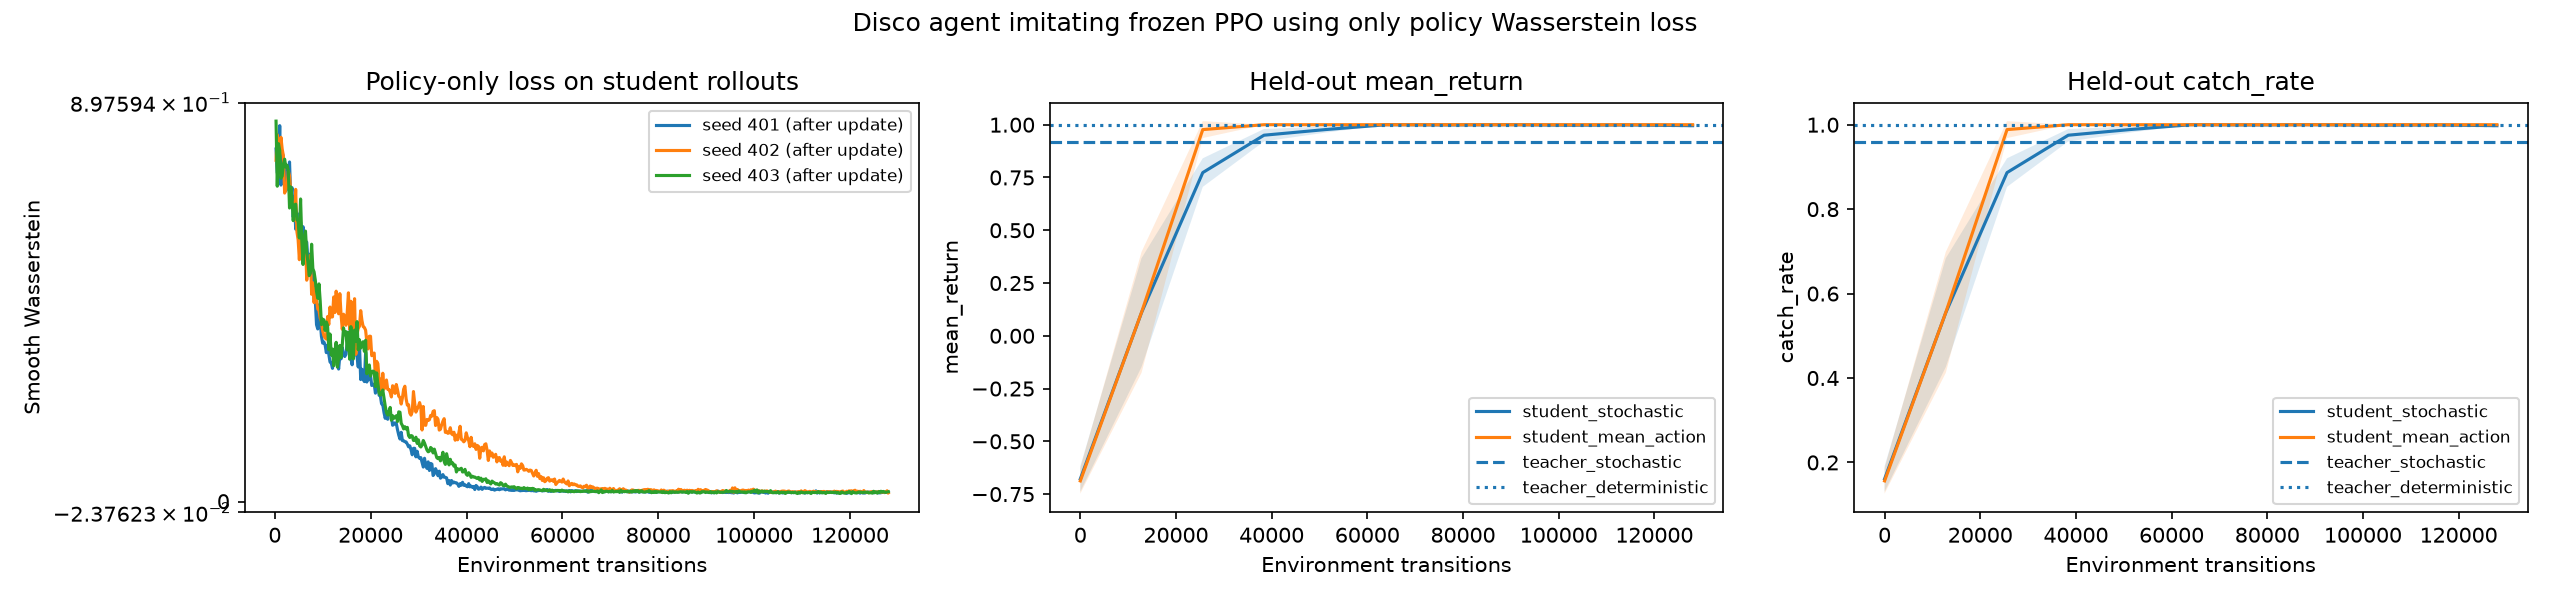 Disco agent imitating frozen PPO using only policy Wasserstein loss
Policy-only loss on student rollouts
8.97594 × 10⁻¹
0
−2.37623 × 10⁻²
Smooth Wasserstein
seed 401 (after update)
seed 402 (after update)
seed 403 (after update)
0 20000 40000 60000 80000 100000 120000
Environment transitions
Held-out mean_return
1.00
0.75
0.50
0.25
0.00
−0.25
−0.50
−0.75
mean_return
student_stochastic
student_mean_action
teacher_stochastic
teacher_deterministic
0 20000 40000 60000 80000 100000 120000
Environment transitions
Held-out catch_rate
1.0
0.8
0.6
0.4
0.2
catch_rate
student_stochastic
student_mean_action
teacher_stochastic
teacher_deterministic
0 20000 40000 60000 80000 100000 120000
Environment transitions